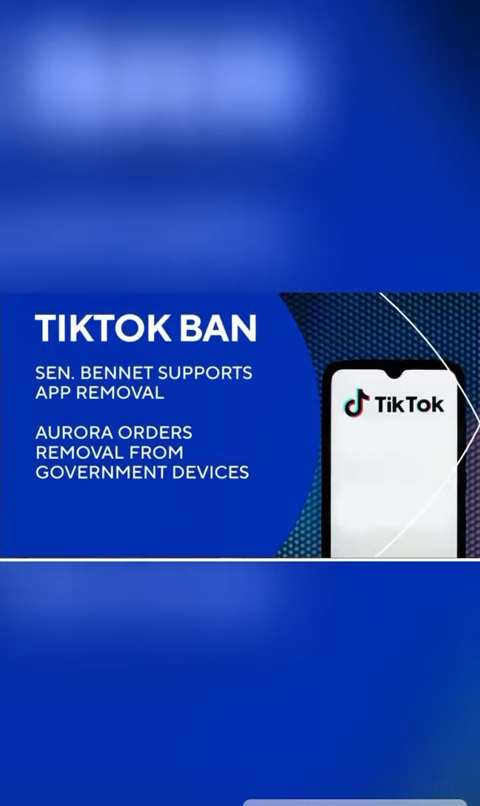 TIKTOK BAN
SEN. BENNET SUPPORTS
APP REMOVAL
AURORA ORDERS
REMOVAL FROM
GOVERNMENT DEVICES
TikTok